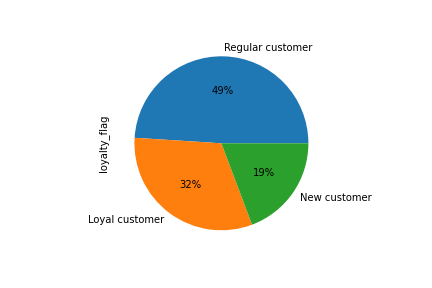 Regular customer
49%
loyalty_flag
32%
19%
New customer
Loyal customer